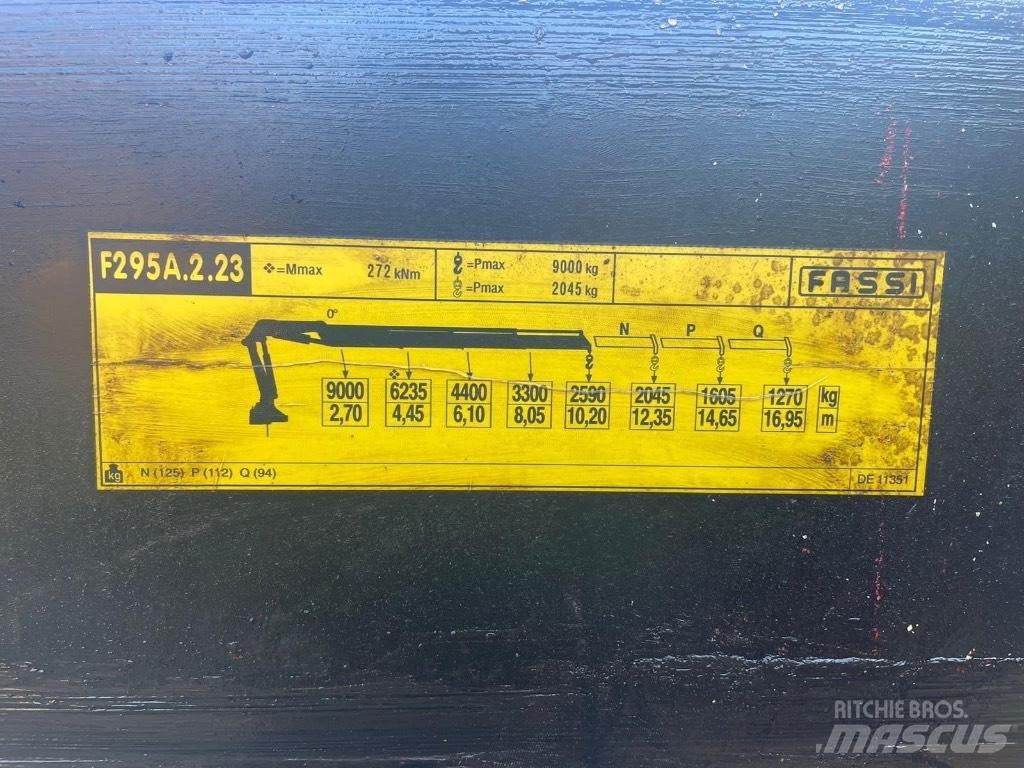 F295A.2.23
❖=Mmax 272 kNm
=Pmax 9000 kg
=Pmax 2045 kg
FASSI
0°
N P Q
❖
9000 6235 4400 3300 2590 2045 1605 1270 kg
2,70 4,45 6,10 8,05 10,20 12,35 14,65 16,95 m
kg N (125) P (112) Q (94)
DE 11351
RITCHIE BROS.
MASCUS